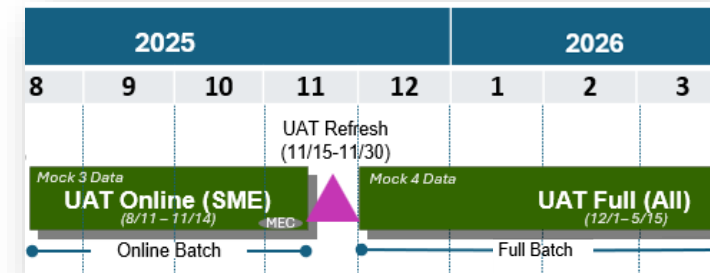 2025 2026
8 9 10 11 12 1 2 3
UAT Refresh
(11/15-11/30)
Mock 3 Data
UAT Online (SME)
(8/11 – 11/14)
MEC
Mock 4 Data
UAT Full (All)
(12/1– 5/15)
Online Batch
Full Batch